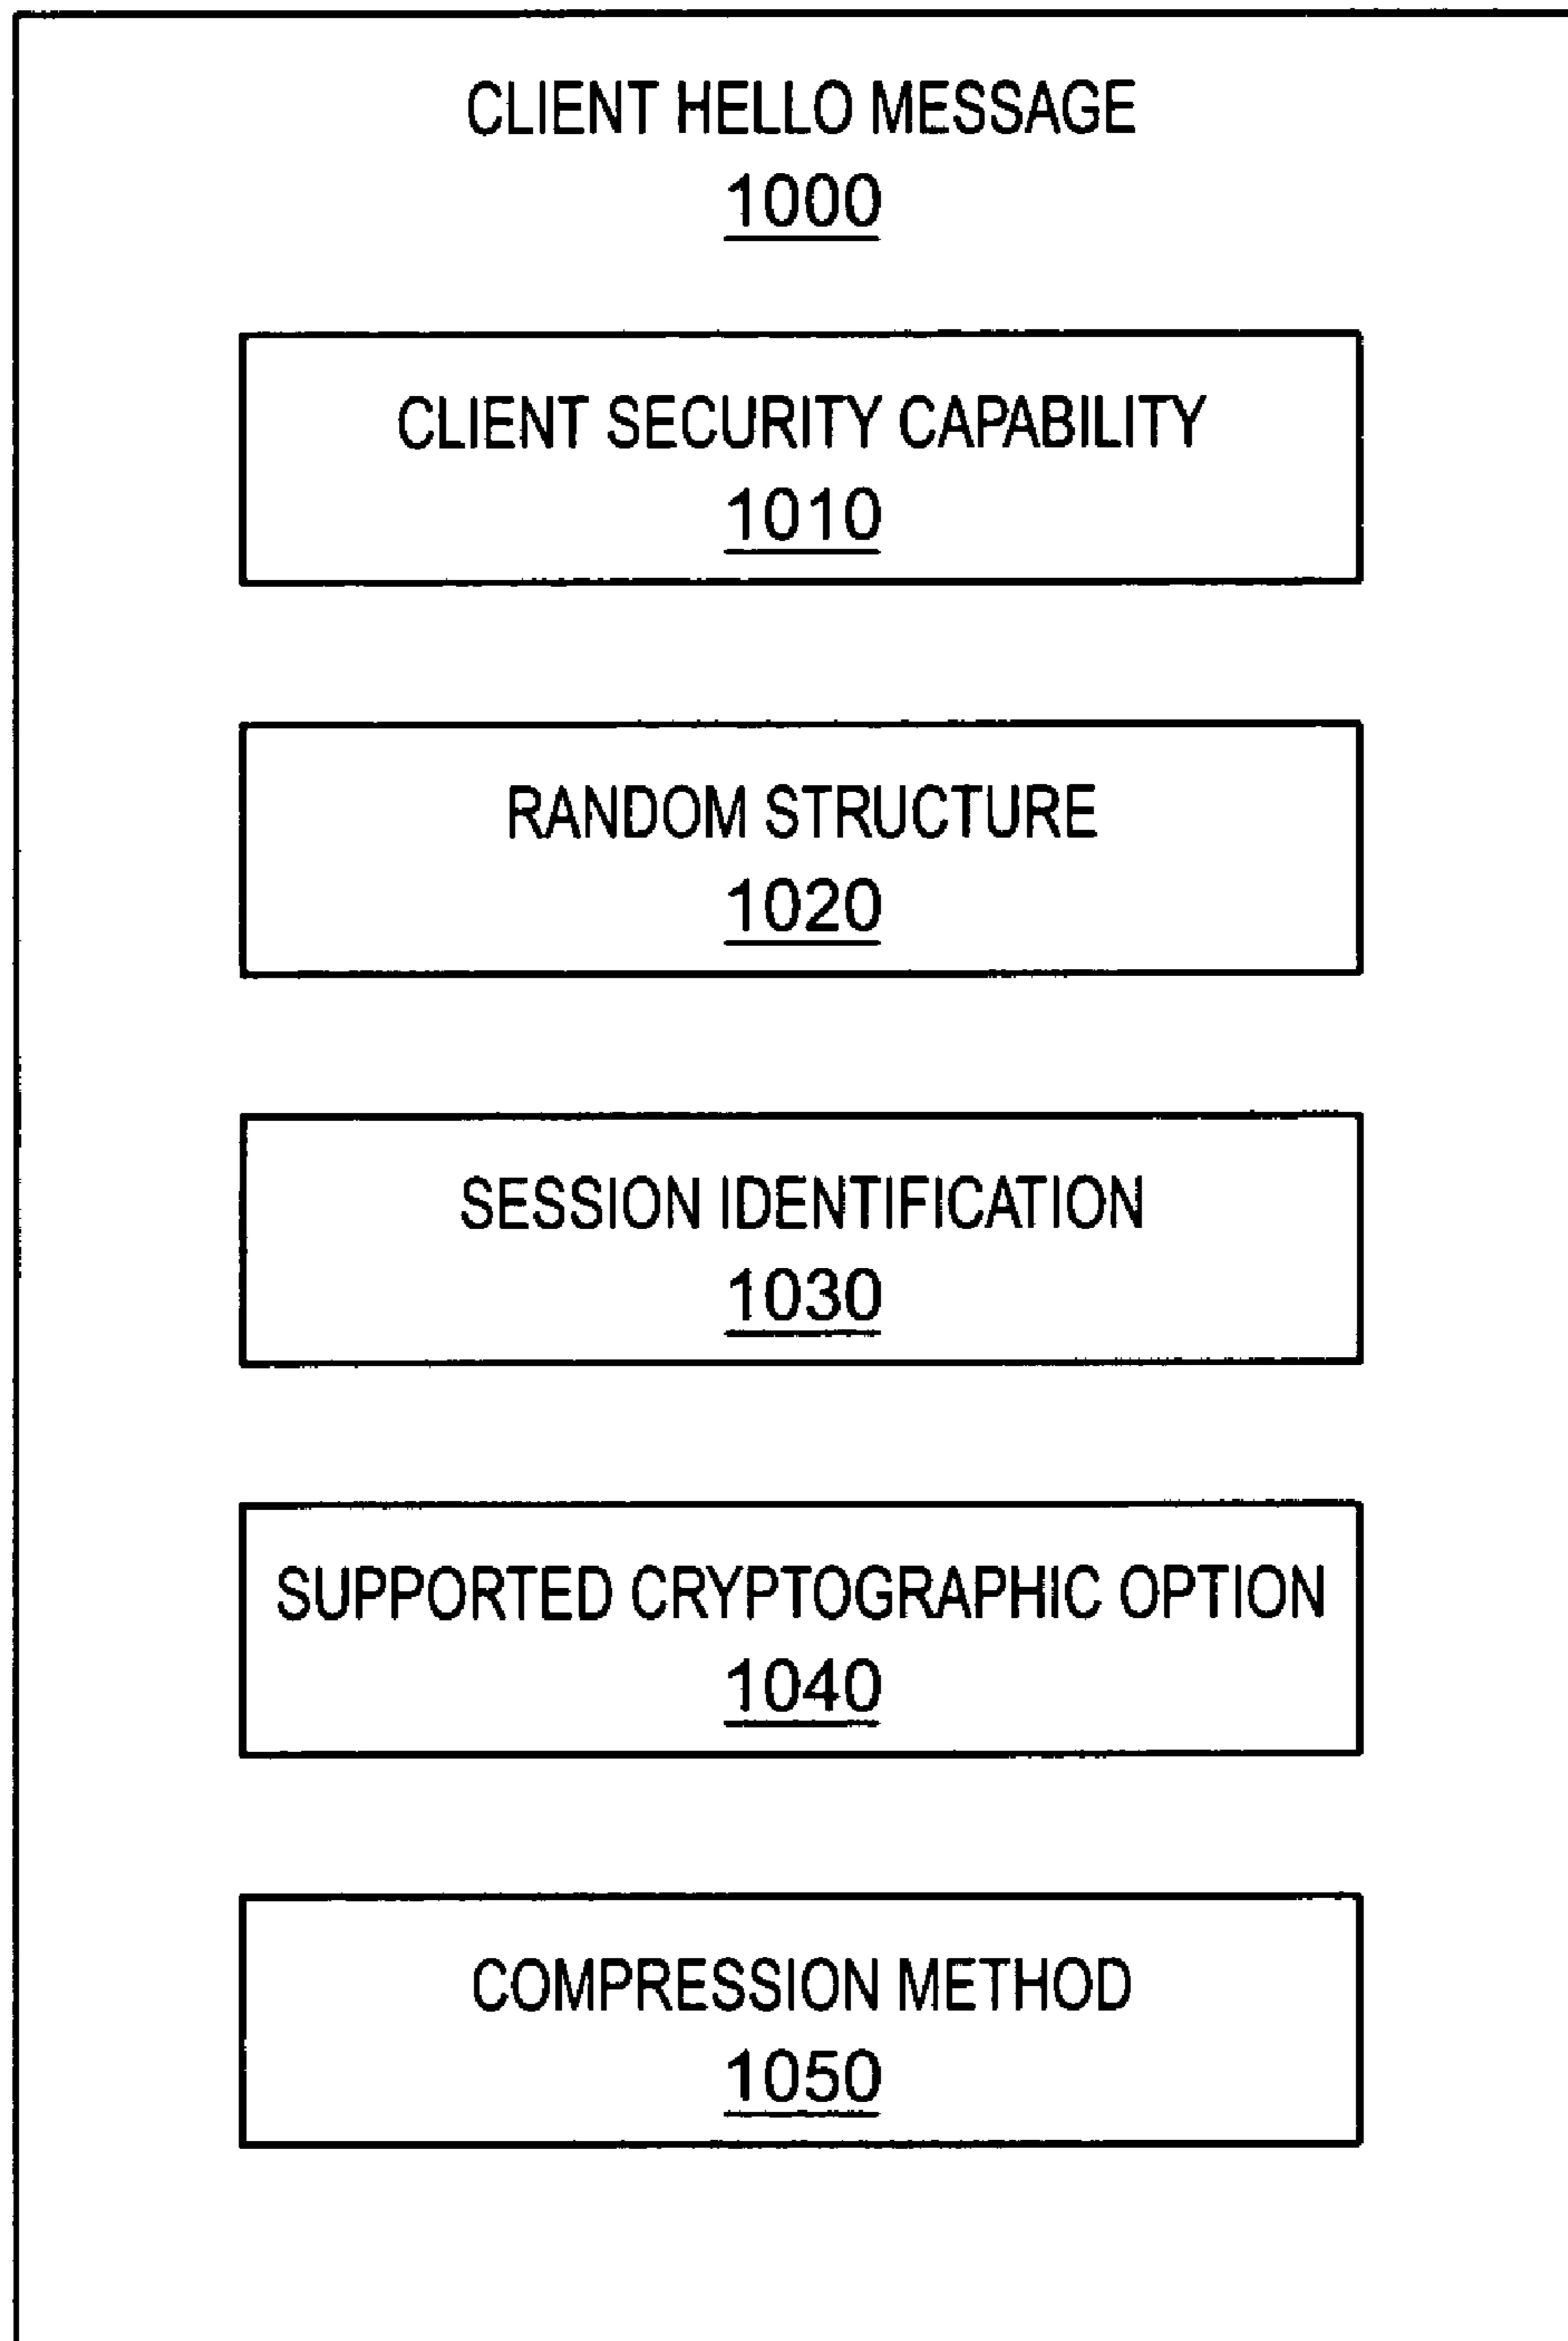 CLIENT HELLO MESSAGE
1000
CLIENT SECURITY CAPABILITY
1010
RANDOM STRUCTURE
1020
SESSION IDENTIFICATION
1030
SUPPORTED CRYPTOGRAPHIC OPTION
1040
COMPRESSION METHOD
1050